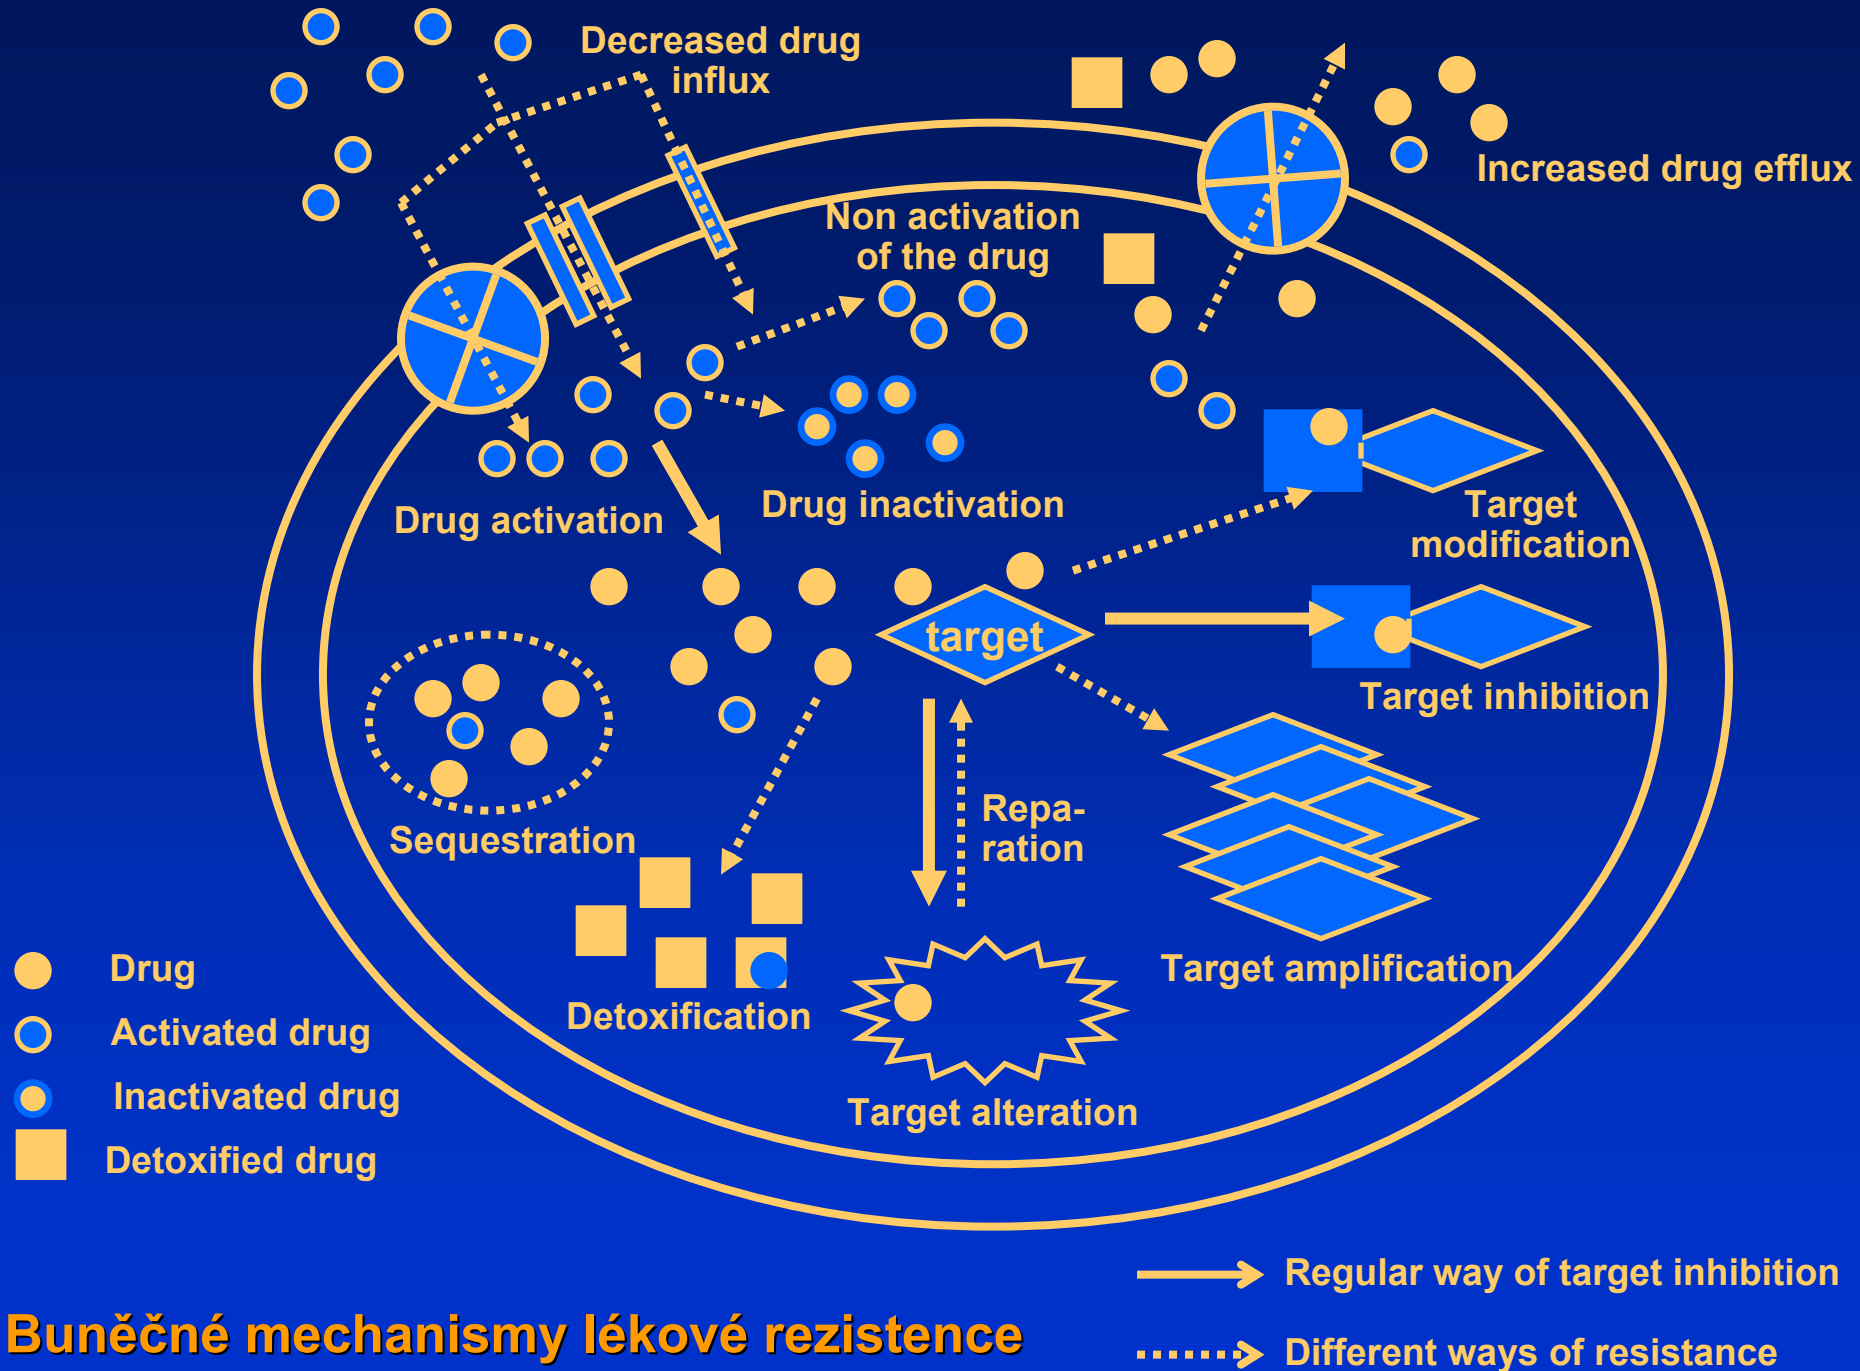 Decreased drug
influx
Increased drug efflux
Non activation
of the drug
Drug activation
Drug inactivation
Target
modification
target
Target inhibition
Sequestration
Repa-
ration
Target amplification
Detoxification
Target alteration
Drug
Activated drug
Inactivated drug
Detoxified drug
Regular way of target inhibition
Different ways of resistance
Buněčné mechanismy lékové rezistence